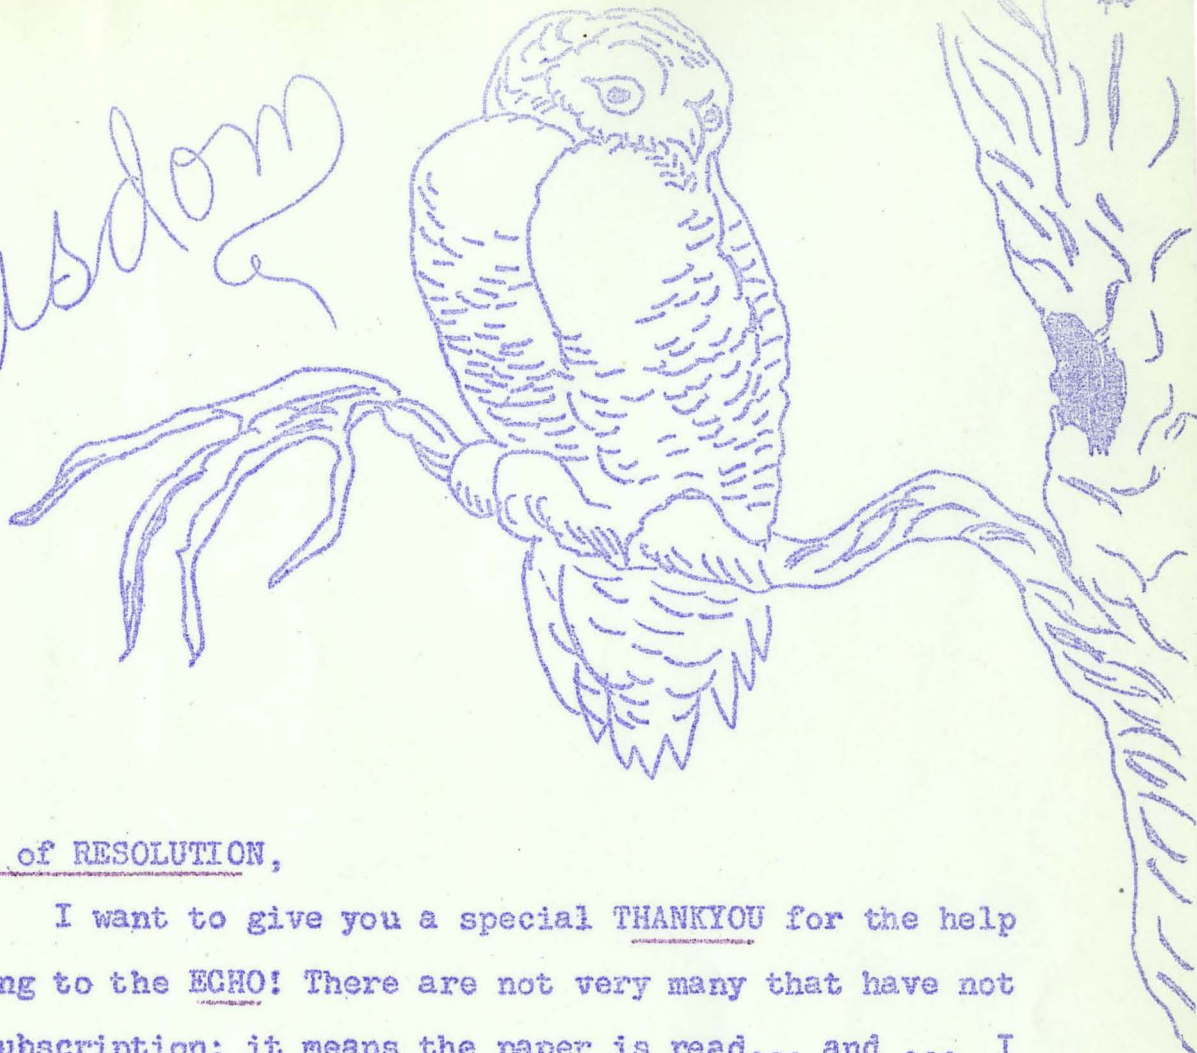 isdom
of RESOLUTION,
I want to give you a special THANKYOU for the help
ng to the ECHO! There are not very many that have not
ubscription: it means the paper is read... and ... I